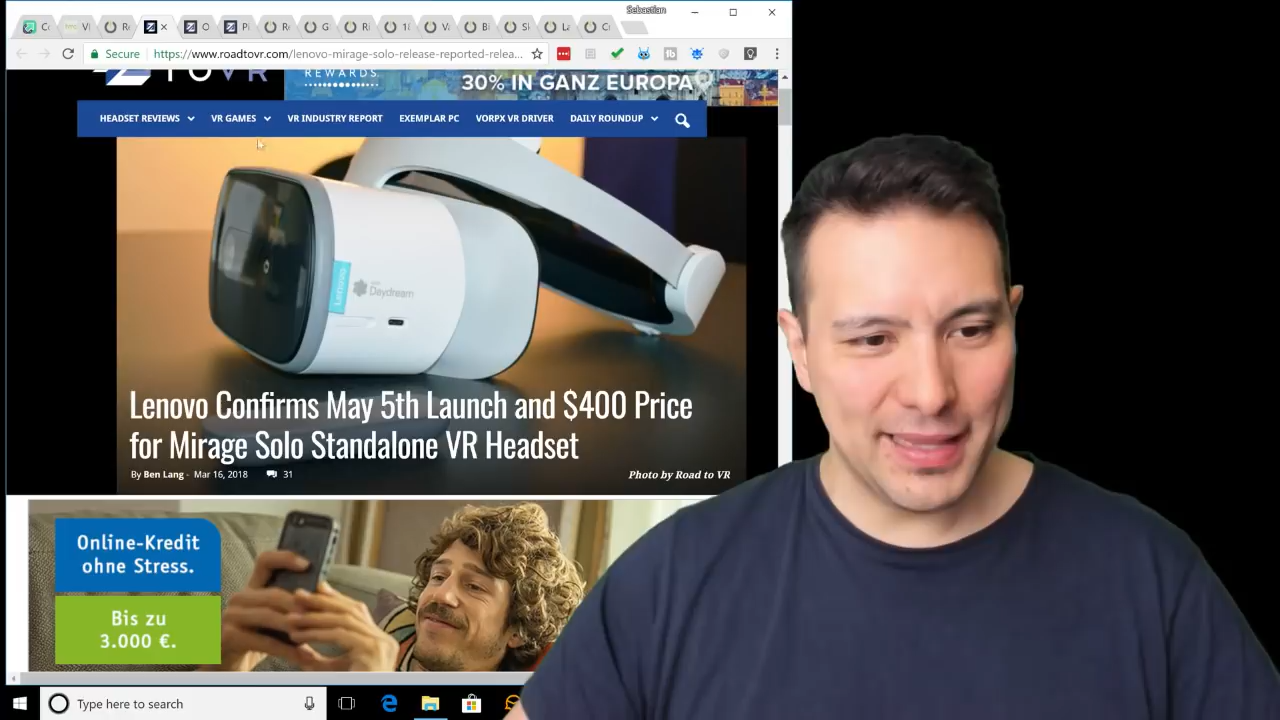 Sebastian
Secure
https://www.roadtovr.com/lenovo-mirage-solo-release-reported-relea...
TOVR
REWARDS
30% IN GANZ EUROPA
HEADSET REVIEWS
VR GAMES
VR INDUSTRY REPORT
EXEMPLAR PC
VORPX VR DRIVER
DAILY ROUNDUP
Lenovo
Daydream
Lenovo Confirms May 5th Launch and $400 Price
for Mirage Solo Standalone VR Headset
By Ben Lang - Mar 16, 2018 31
Photo by Road to VR
Online-Kredit
ohne Stress.
Bis zu
3.000 €.
Type here to search